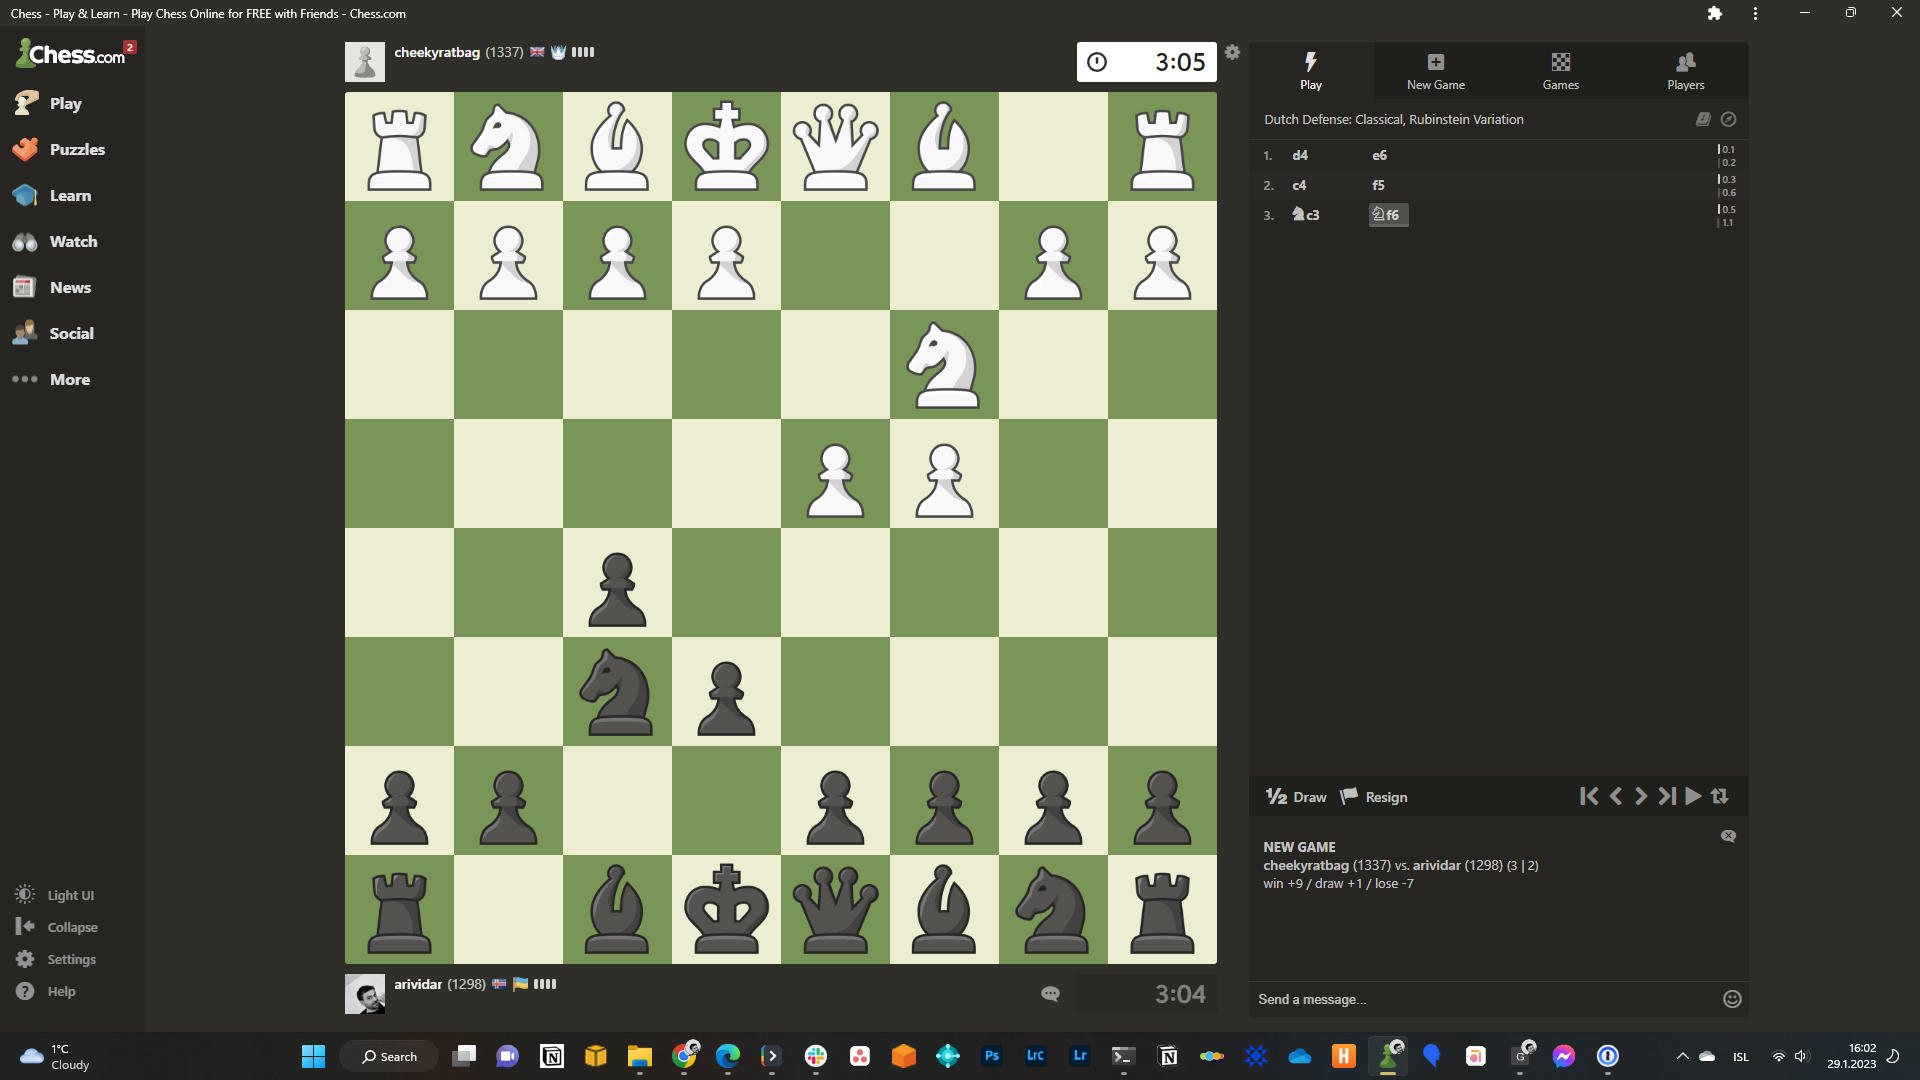 Chess - Play & Learn - Play Chess Online for FREE with Friends - Chess.com
Chess.com
2
Play
Puzzles
Learn
Watch
News
Social
More
Light UI
Collapse
Settings
Help
cheekyratbag (1337)
3:05
arividar (1298)
3:04
Play
New Game
Games
Players
Dutch Defense: Classical, Rubinstein Variation
1. d4 e6 0.1
0.2
2. c4 f5 0.3
0.6
3. c3 f6 0.5
1.1
½ Draw Resign
NEW GAME
cheekyratbag (1337) vs. arividar (1298) (3 | 2)
win +9 / draw +1 / lose -7
Send a message...
1°C
Cloudy
Search
Ps
LrC
Lr
H
G
ISL
16:02
29.1.2023